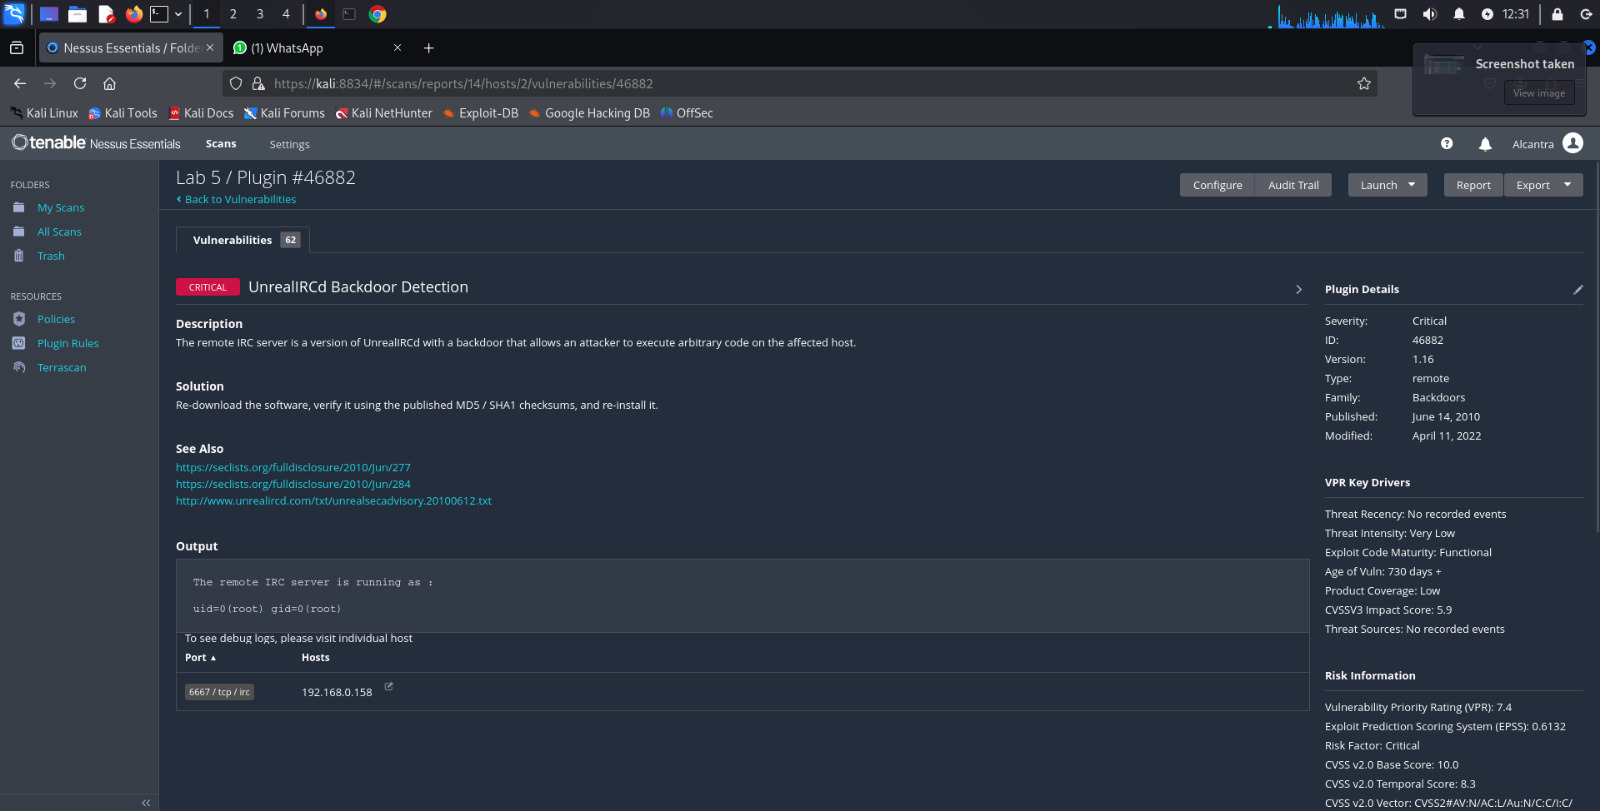 1 2 3 4 12:31
Nessus Essentials / Folde (1) WhatsApp
Screenshot taken
View image
https://kali:8834/#/scans/reports/14/hosts/2/vulnerabilities/46882
Kali Linux Kali Tools Kali Docs Kali Forums Kali NetHunter Exploit-DB Google Hacking DB OffSec
tenable Nessus Essentials Scans Settings Alcantra
FOLDERS
My Scans
All Scans
Trash
RESOURCES
Policies
Plugin Rules
Terrascan
Lab 5 / Plugin #46882
Back to Vulnerabilities
Configure Audit Trail Launch Report Export
Vulnerabilities 62
CRITICAL UnrealIRCd Backdoor Detection
Description
The remote IRC server is a version of UnrealIRCd with a backdoor that allows an attacker to execute arbitrary code on the affected host.
Solution
Re-download the software, verify it using the published MD5 / SHA1 checksums, and re-install it.
See Also
https://seclists.org/fulldisclosure/2010/Jun/277
https://seclists.org/fulldisclosure/2010/Jun/284
http://www.unrealircd.com/txt/unrealsecadvisory.20100612.txt
Output
The remote IRC server is running as :
uid=0(root) gid=0(root)
To see debug logs, please visit individual host
Port Hosts
6667 / tcp / irc 192.168.0.158
Plugin Details
Severity: Critical
ID: 46882
Version: 1.16
Type: remote
Family: Backdoors
Published: June 14, 2010
Modified: April 11, 2022
VPR Key Drivers
Threat Recency: No recorded events
Threat Intensity: Very Low
Exploit Code Maturity: Functional
Age of Vuln: 730 days +
Product Coverage: Low
CVSSV3 Impact Score: 5.9
Threat Sources: No recorded events
Risk Information
Vulnerability Priority Rating (VPR): 7.4
Exploit Prediction Scoring System (EPSS): 0.6132
Risk Factor: Critical
CVSS v2.0 Base Score: 10.0
CVSS v2.0 Temporal Score: 8.3
CVSS v2.0 Vector: CVSS2#AV:N/AC:L/Au:N/C:C/I:C/